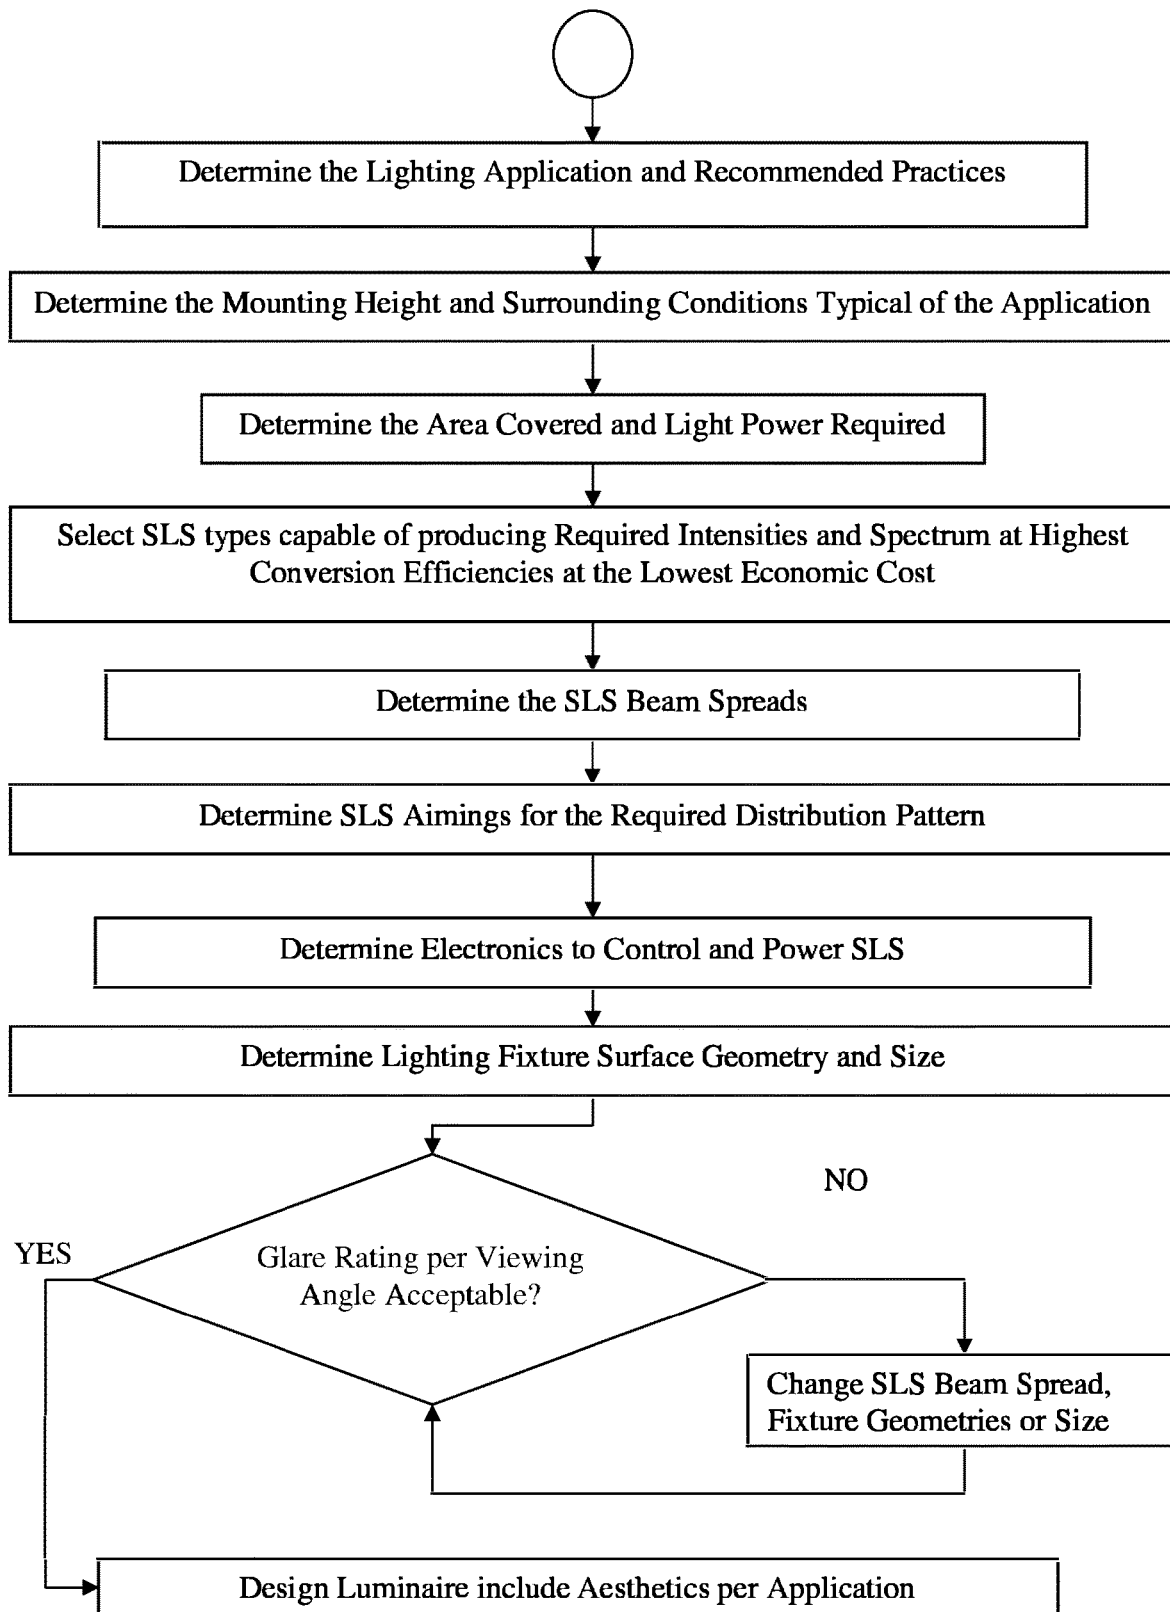 Determine the Lighting Application and Recommended Practices
Determine the Mounting Height and Surrounding Conditions Typical of the Application
Determine the Area Covered and Light Power Required
Select SLS types capable of producing Required Intensities and Spectrum at Highest
Conversion Efficiencies at the Lowest Economic Cost
Determine the SLS Beam Spreads
Determine SLS Aimings for the Required Distribution Pattern
Determine Electronics to Control and Power SLS
Determine Lighting Fixture Surface Geometry and Size
NO
YES
Glare Rating per Viewing
Angle Acceptable?
Change SLS Beam Spread,
Fixture Geometries or Size
Design Luminaire include Aesthetics per Application